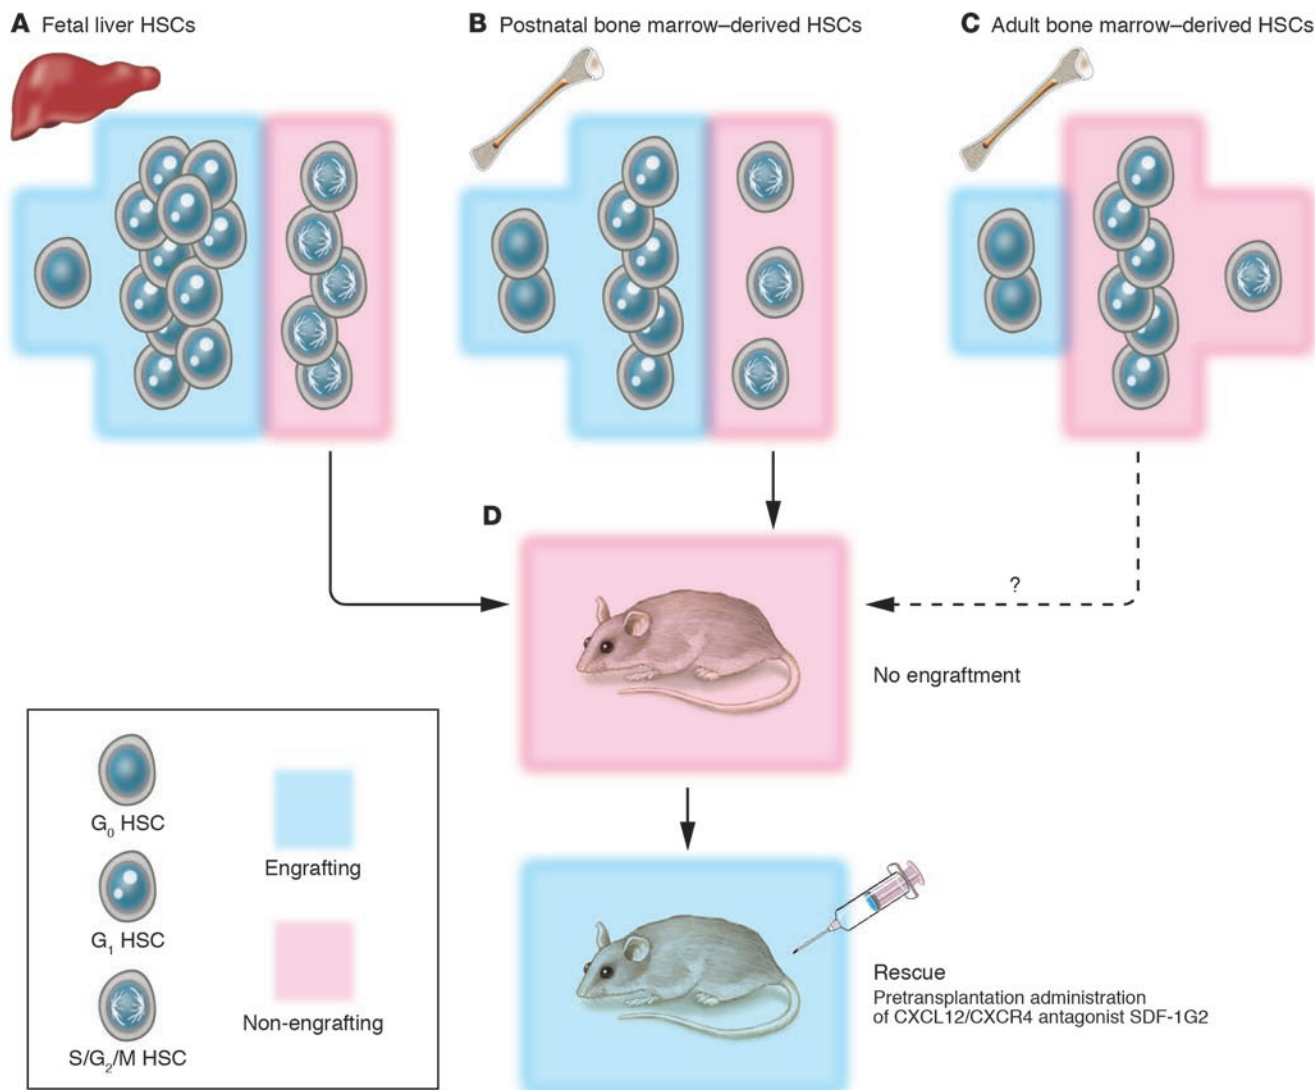 A Fetal liver HSCs
B Postnatal bone marrow–derived HSCs
C Adult bone marrow–derived HSCs
D
?
No engraftment
G₀ HSC
Engrafting
G₁ HSC
Non-engrafting
S/G₂/M HSC
Rescue
Pretransplantation administration
of CXCL12/CXCR4 antagonist SDF-1G2